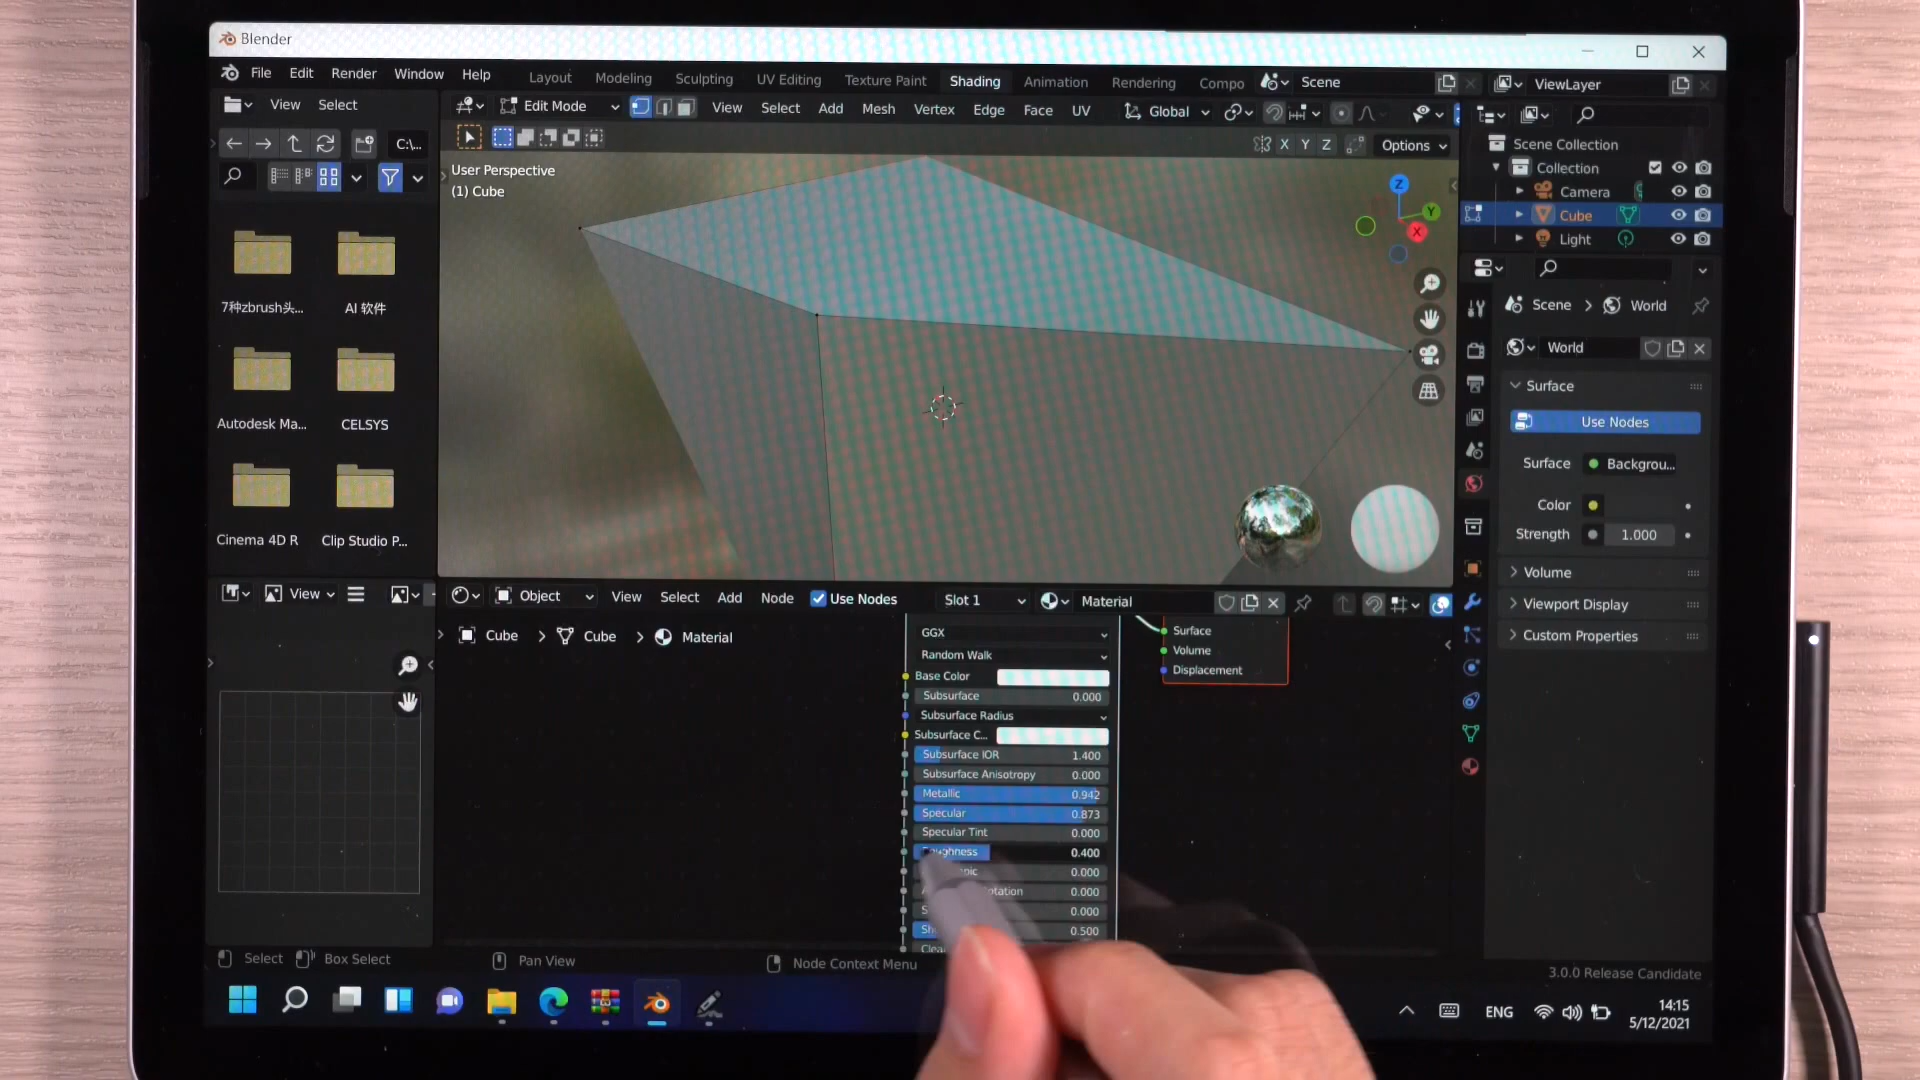 Blender
File Edit Render Window Help Layout Modeling Sculpting UV Editing Texture Paint Shading Animation Rendering Compo Scene ViewLayer
View Select Edit Mode View Select Add Mesh Vertex Edge Face UV Global
C:\... X Y Z Options
User Perspective
(1) Cube
Z
Y
X
Scene Collection
Collection
Camera
Cube
Light
7种zbrush头... AI 软件
Autodesk Ma... CELSYS
Cinema 4D R Clip Studio P...
Scene > World
World
Surface
Use Nodes
Surface Backgrou...
Color
Strength 1.000
Volume
Viewport Display
Custom Properties
View Object View Select Add Node Use Nodes Slot 1 Material
Cube > Cube > Material
GGX
Random Walk
Base Color
Subsurface 0.000
Subsurface Radius
Subsurface C...
Subsurface IOR 1.400
Subsurface Anisotropy 0.000
Metallic 0.942
Specular 0.873
Specular Tint 0.000
Roughness 0.400
0.000
0.000
0.000
0.500
Surface
Volume
Displacement
Select Box Select Pan View Node Context Menu 3.0.0 Release Candidate
ENG 14:15
5/12/2021